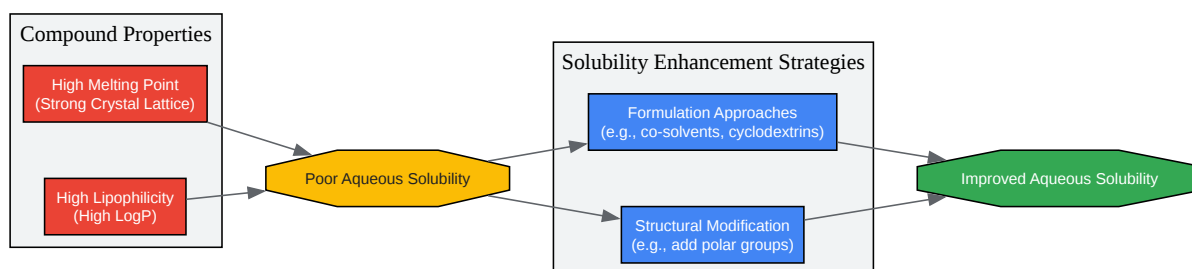 Compound Properties
High Melting Point
(Strong Crystal Lattice)
High Lipophilicity
(High LogP)
Poor Aqueous Solubility
Solubility Enhancement Strategies
Formulation Approaches
(e.g., co-solvents, cyclodextrins)
Structural Modification
(e.g., add polar groups)
Improved Aqueous Solubility